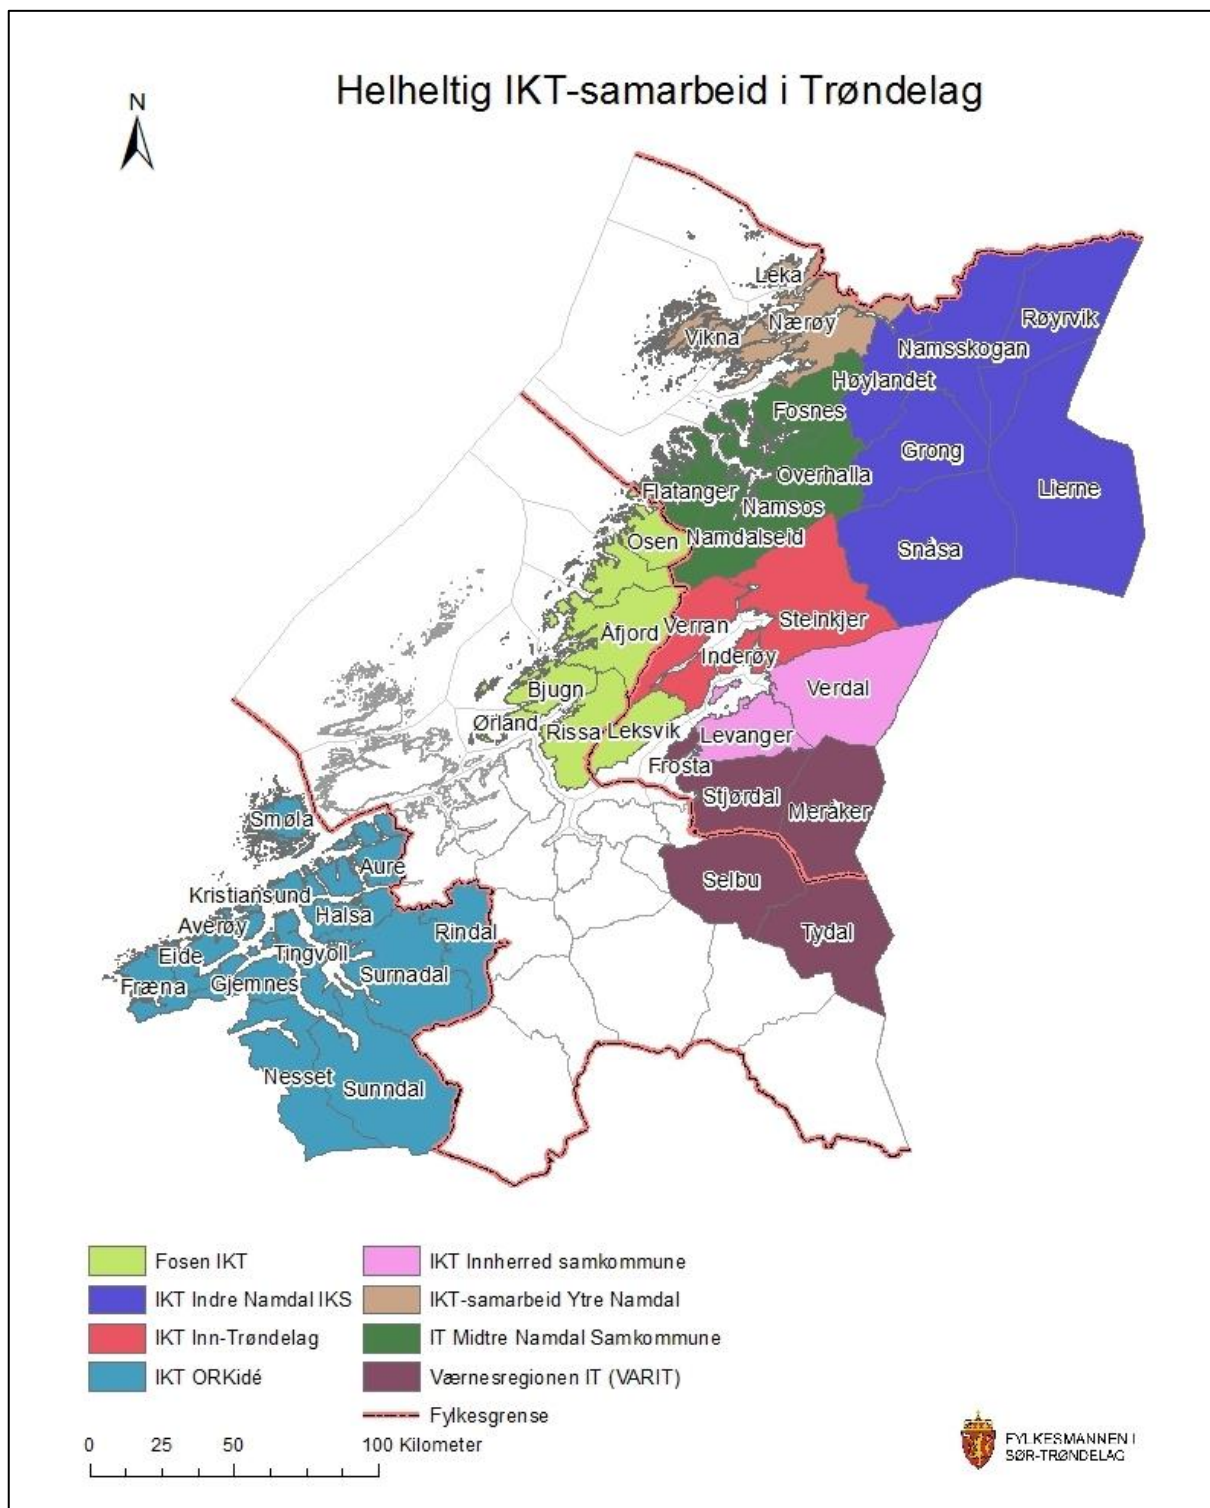 Helheltig IKT-samarbeid i Trøndelag
N
Leka
Nærøy
Vikna
Røyrvik
Namsskogan
Høylandet
Fosnes
Grong
Overhalla
Lierne
Flatanger
Namsos
Osen
Namdalseid
Snåsa
Steinkjer
Verran
Åfjord
Inderøy
Verdal
Bjugn
Ørland
Rissa
Leksvik
Levanger
Frosta
Stjørdal
Meråker
Smøla
Aure
Selbu
Kristiansund
Halsa
Averøy
Rindal
Tydal
Eide
Tingvoll
Fræna
Gjemnes
Surnadal
Nesset
Sunndal
Fosen IKT
IKT Indre Namdal IKS
IKT Inn-Trøndelag
IKT ORKidé
IKT Innherred samkommune
IKT-samarbeid Ytre Namdal
IT Midtre Namdal Samkommune
Værnesregionen IT (VARIT)
Fylkesgrense
0 25 50 100 Kilometer
FYLKESMANNEN I
SØR-TRØNDELAG